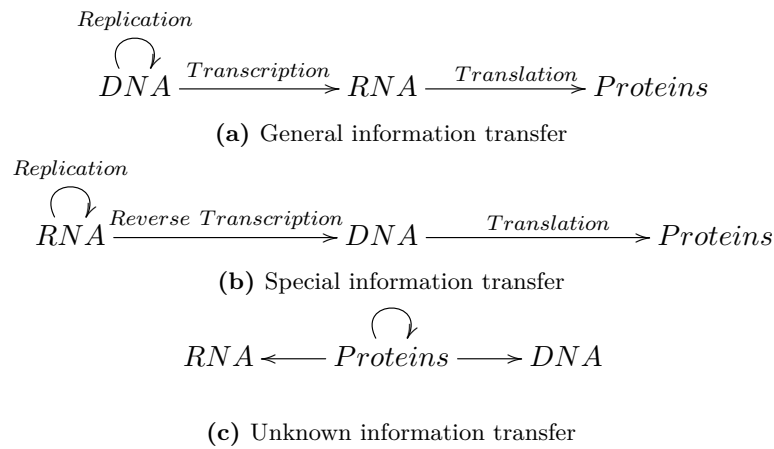 Replication
Transcription Translation
DNA RNA Proteins
(a) General information transfer
Replication
Reverse Transcription Translation
RNA DNA Proteins
(b) Special information transfer
RNA Proteins DNA
(c) Unknown information transfer